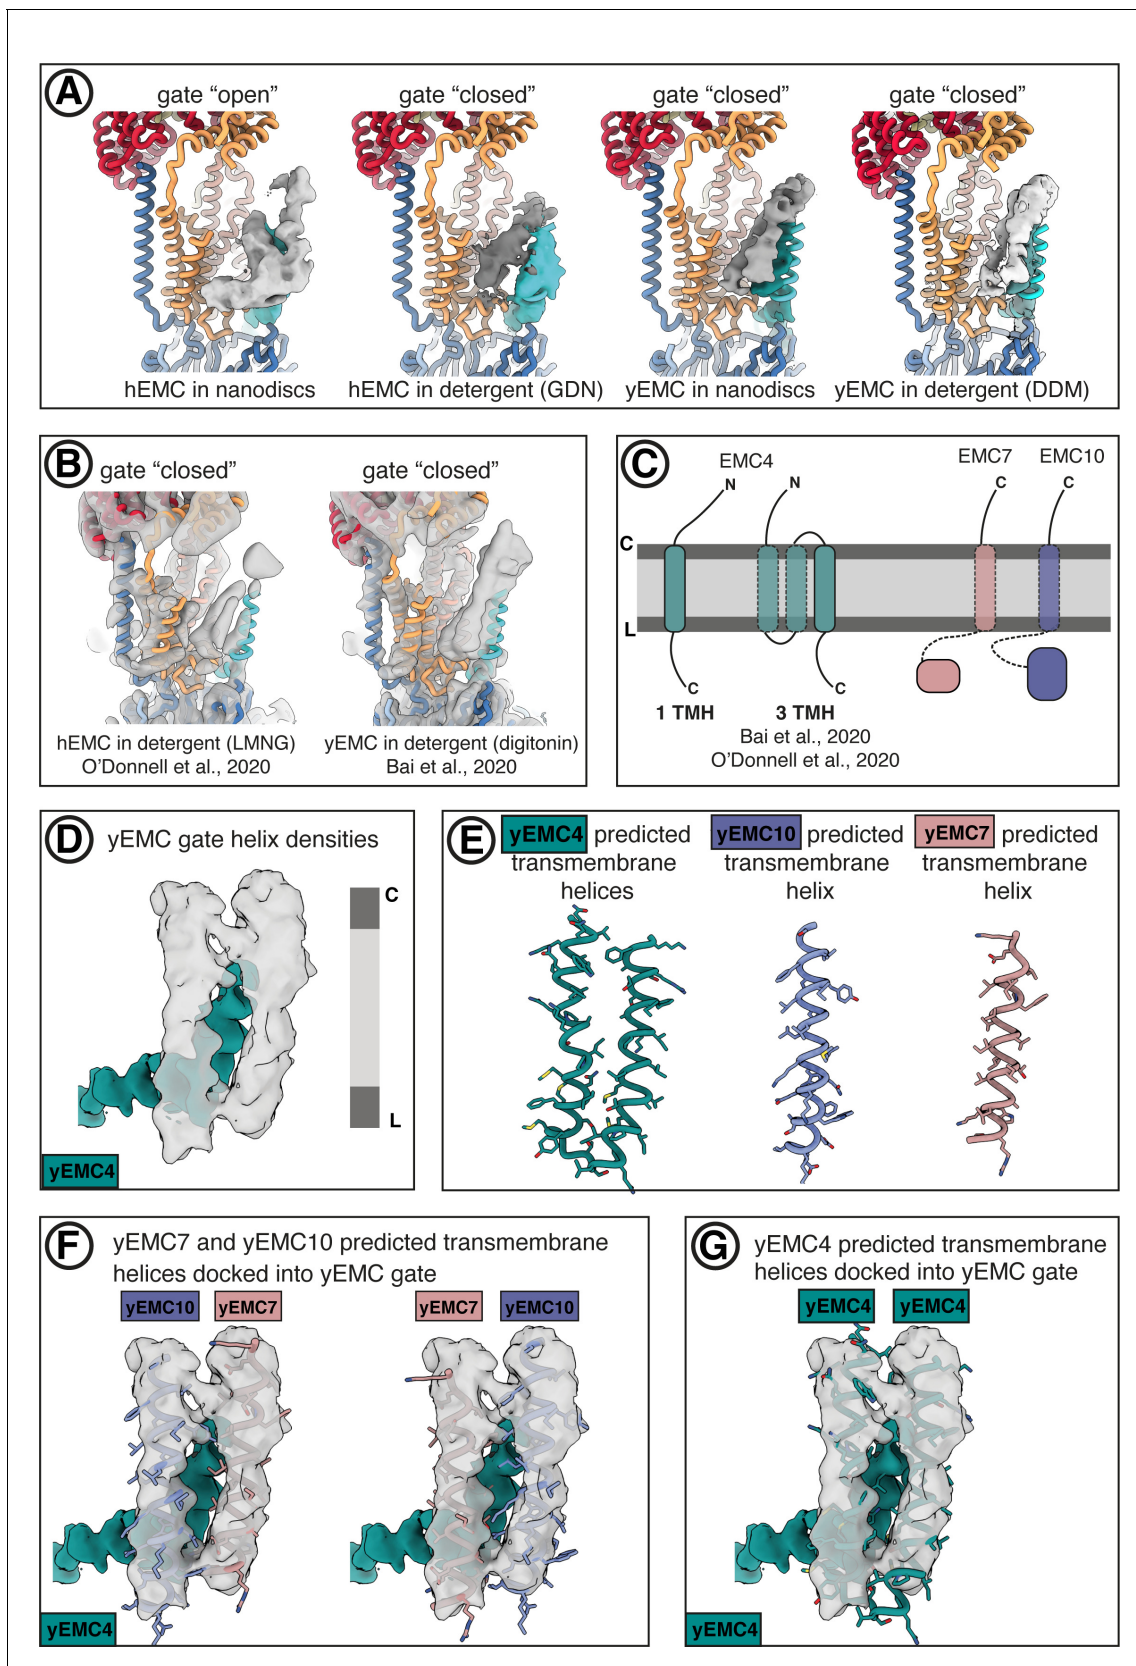 A
gate “open”
gate “closed”
gate “closed”
gate “closed”
hEMC in nanodiscs
hEMC in detergent (GDN)
yEMC in nanodiscs
yEMC in detergent (DDM)
B
gate “closed”
gate “closed”
hEMC in detergent (LMNG)
O’Donnell et al., 2020
yEMC in detergent (digitonin)
Bai et al., 2020
C
EMC4
EMC7
EMC10
N
N
C
C
C
L
C
C
1 TMH
3 TMH
Bai et al., 2020
O’Donnell et al., 2020
D
yEMC gate helix densities
C
L
yEMC4
E
yEMC4 predicted
transmembrane
helices
yEMC10 predicted
transmembrane
helix
yEMC7 predicted
transmembrane
helix
F
yEMC7 and yEMC10 predicted transmembrane
helices docked into yEMC gate
yEMC10
yEMC7
yEMC7
yEMC10
yEMC4
G
yEMC4 predicted transmembrane
helices docked into yEMC gate
yEMC4
yEMC4
yEMC4